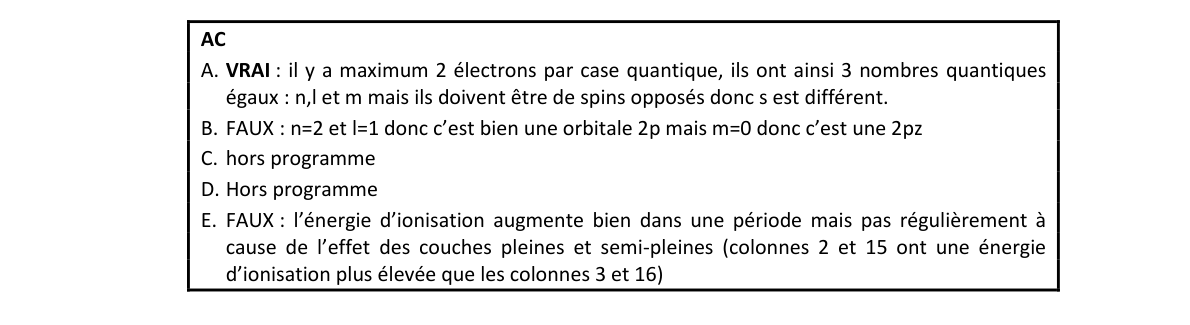 AC
A. VRAI : il y a maximum 2 électrons par case quantique, ils ont ainsi 3 nombres quantiques
égaux : n,l et m mais ils doivent être de spins opposés donc s est différent.
B. FAUX : n=2 et l=1 donc c’est bien une orbitale 2p mais m=0 donc c’est une 2pz
C. hors programme
D. Hors programme
E. FAUX : l’énergie d’ionisation augmente bien dans une période mais pas régulièrement à
cause de l’effet des couches pleines et semi-pleines (colonnes 2 et 15 ont une énergie
d’ionisation plus élevée que les colonnes 3 et 16)